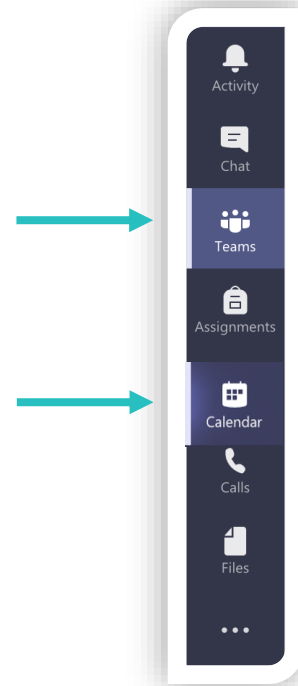 Activity
Chat
Teams
Assignments
Calendar
Calls
Files